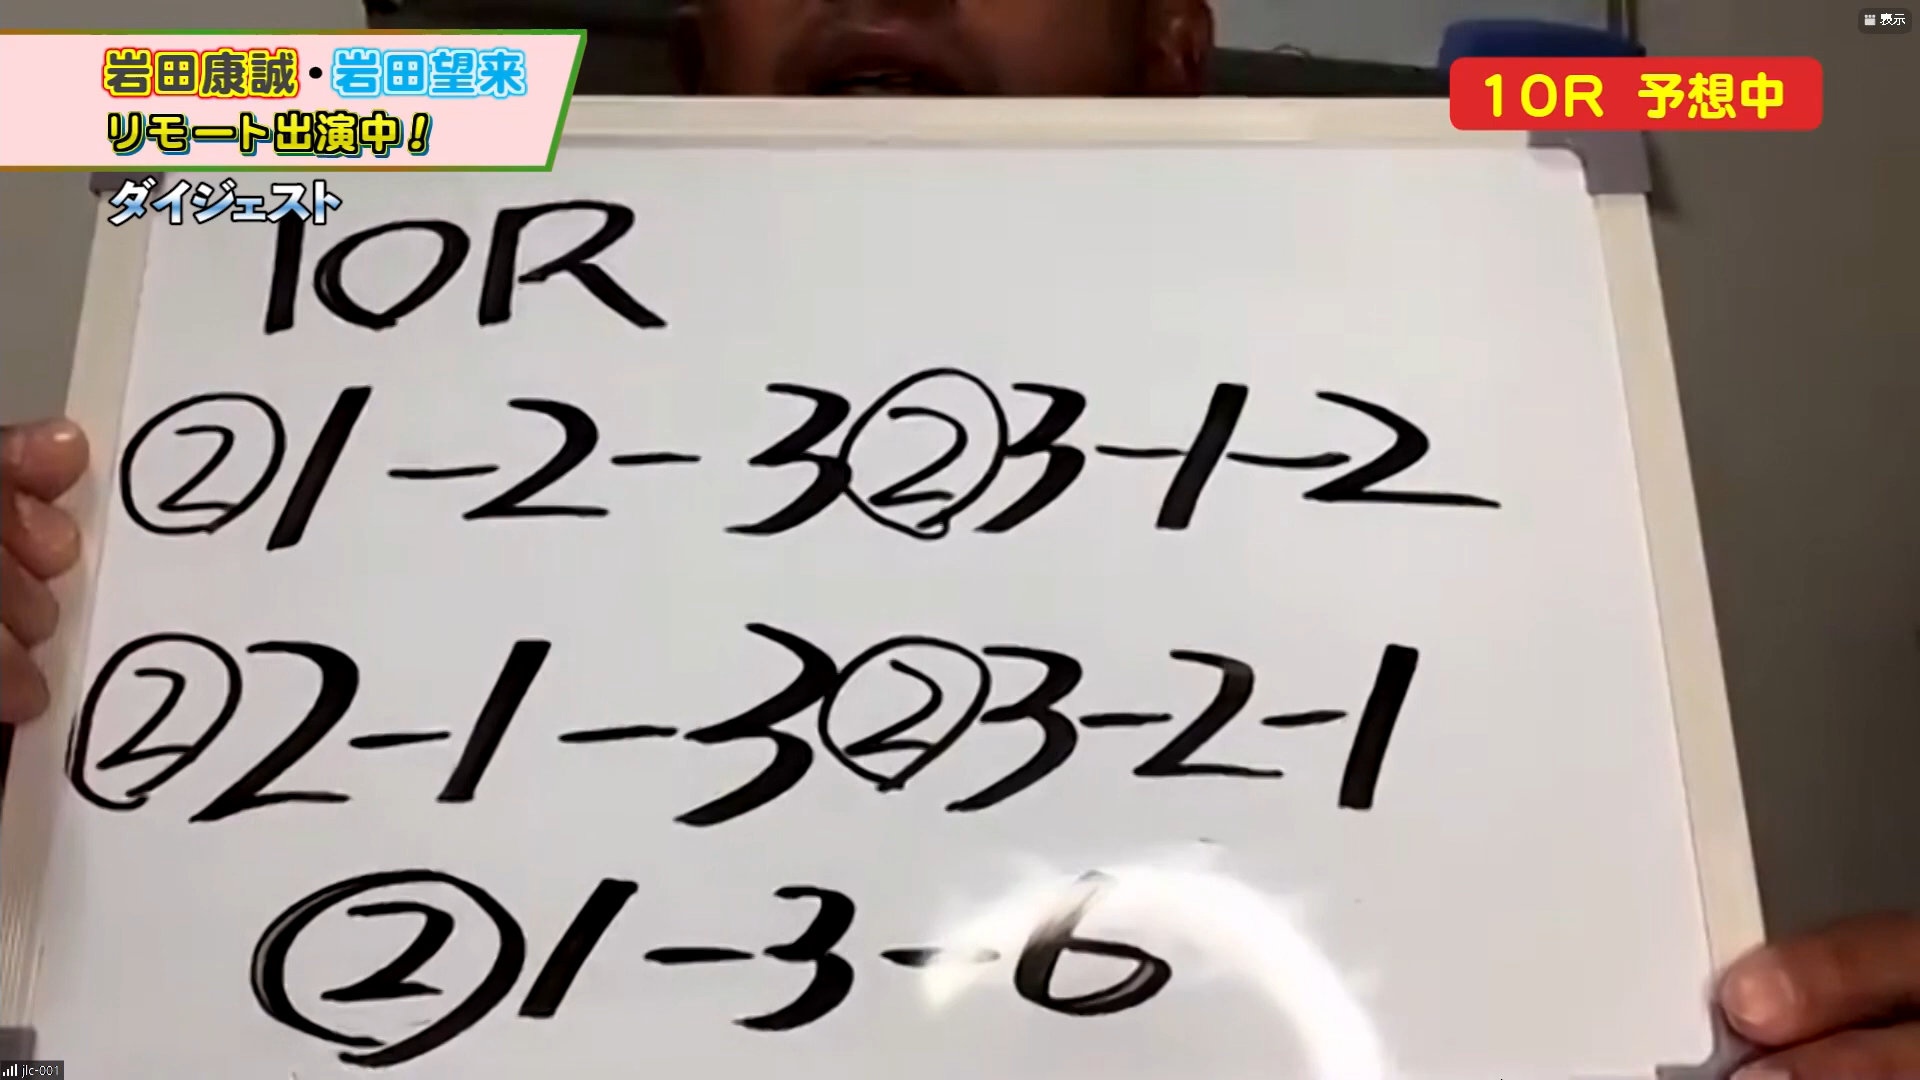 表示
岩田康誠・岩田望来
リモート出演中!
10R 予想中
ダイジェスト
10R
②1-2-3②3-1-2
②2-1-3②3-2-1
②1-3-6
jlc-001